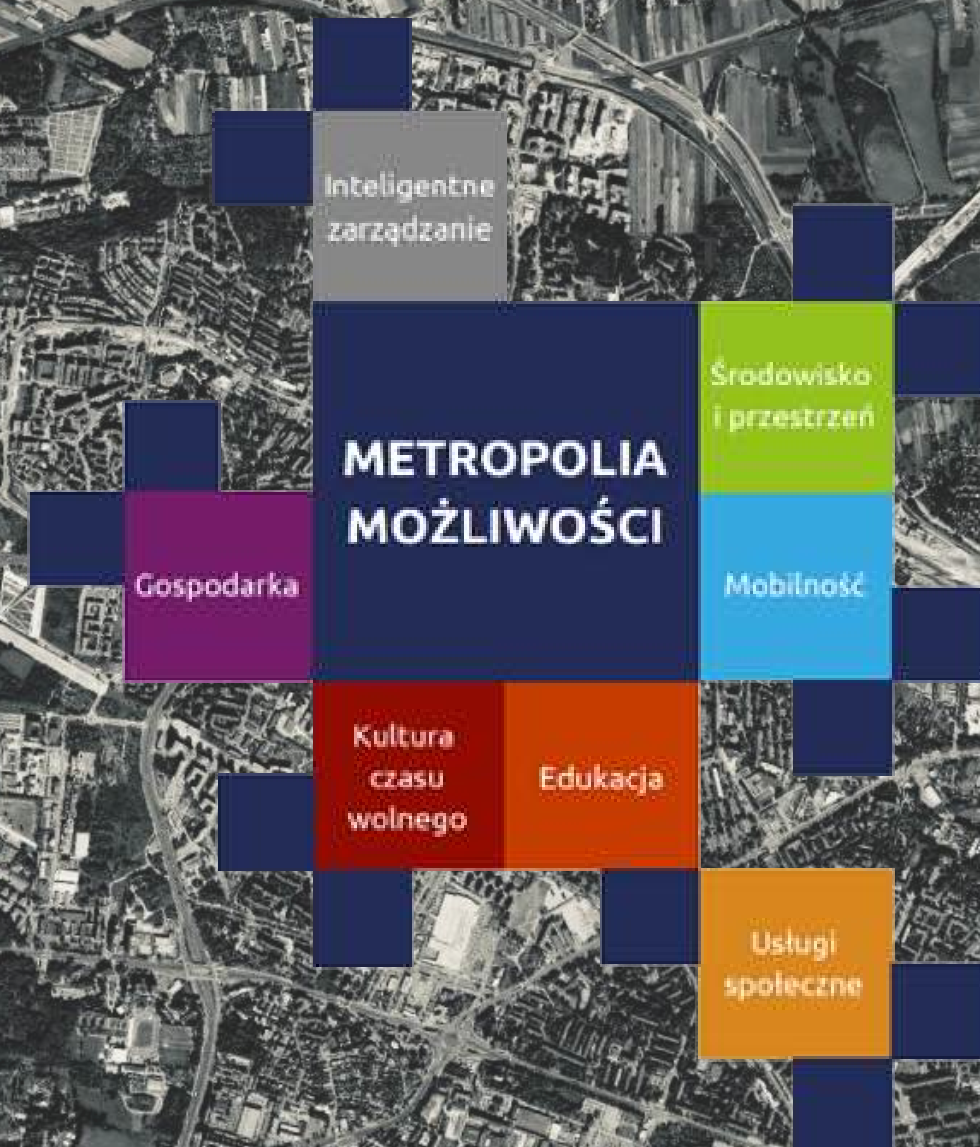 Inteligentne
zarządzanie
Środowisko
i przestrzeń
METROPOLIA
MOŻLIWOŚCI
Gospodarka
Mobilność
Kultura
czasu
wolnego
Edukacja
Usługi
społeczne